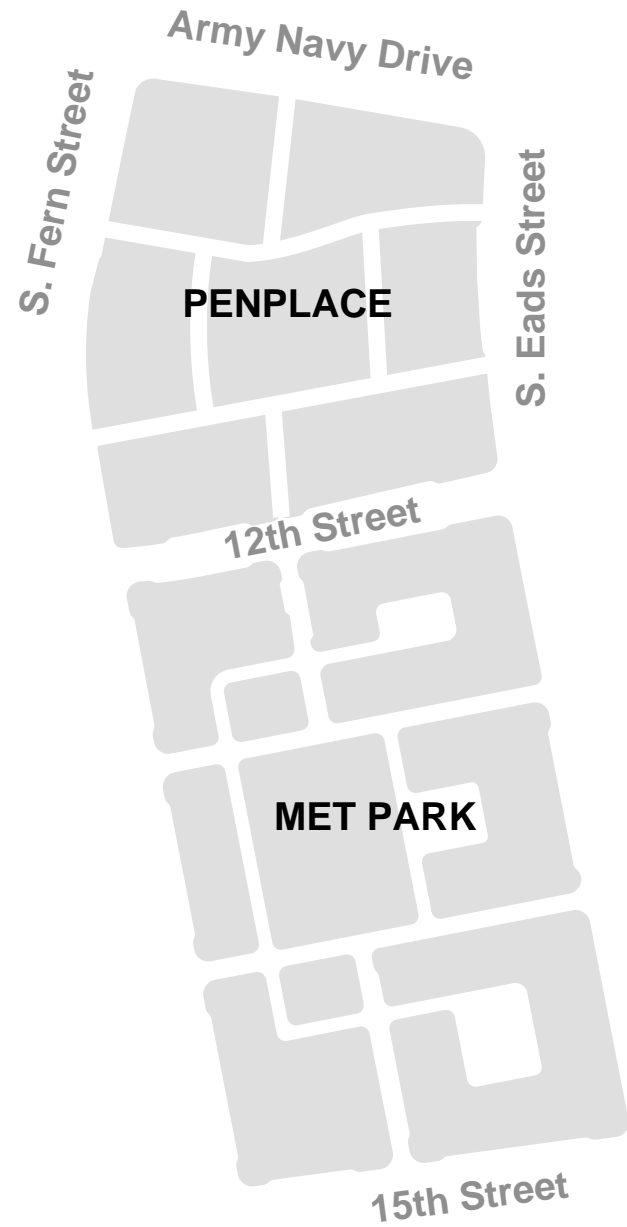 Army Navy Drive
S. Fern Street
S. Eads Street
PENPLACE
12th Street
MET PARK
15th Street